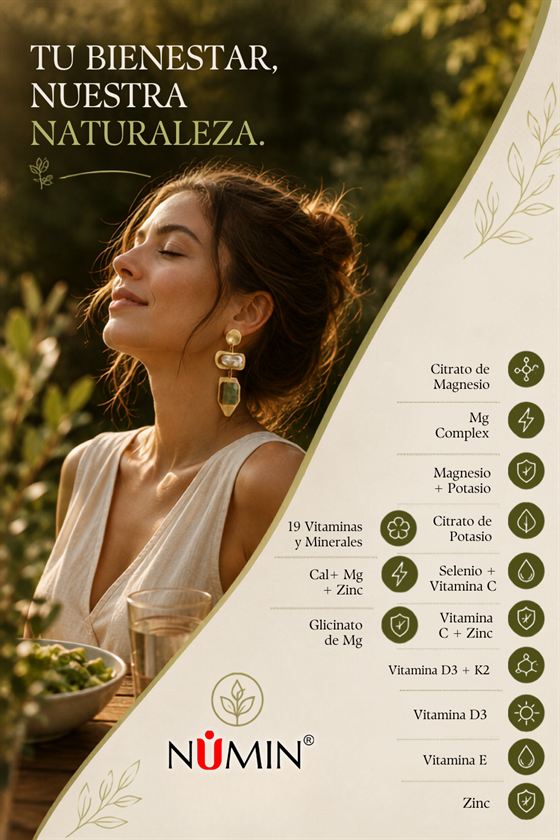 TU BIENESTAR,
NUESTRA
NATURALEZA.
Citrato de
Magnesio
Mg
Complex
Magnesio
+ Potasio
19 Vitaminas
y Minerales
Citrato de
Potasio
Cal+ Mg
+ Zinc
Selenio +
Vitamina C
Glicinato
de Mg
Vitamina
C + Zinc
Vitamina D3 + K2
Vitamina D3
Vitamina E
Zinc
NÚMIN®